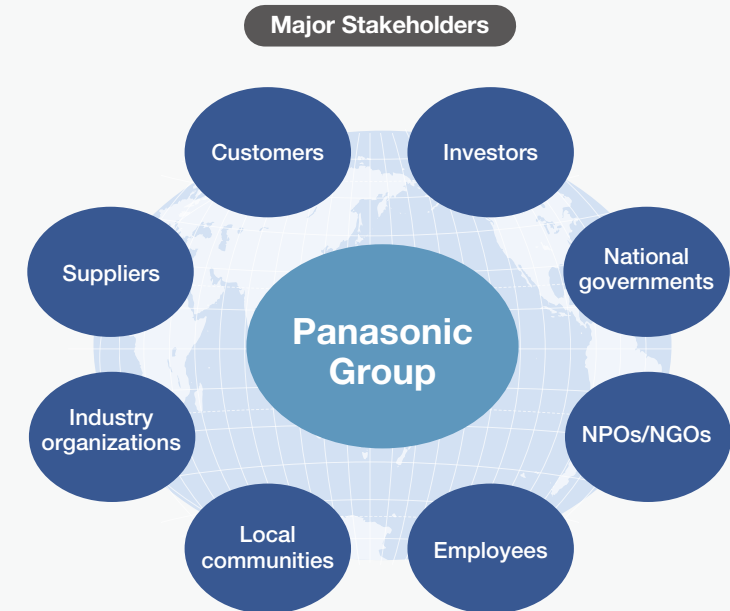 Major Stakeholders
Customers
Investors
Suppliers
National
governments
Panasonic
Group
Industry
organizations
NPOs/NGOs
Local
communities
Employees